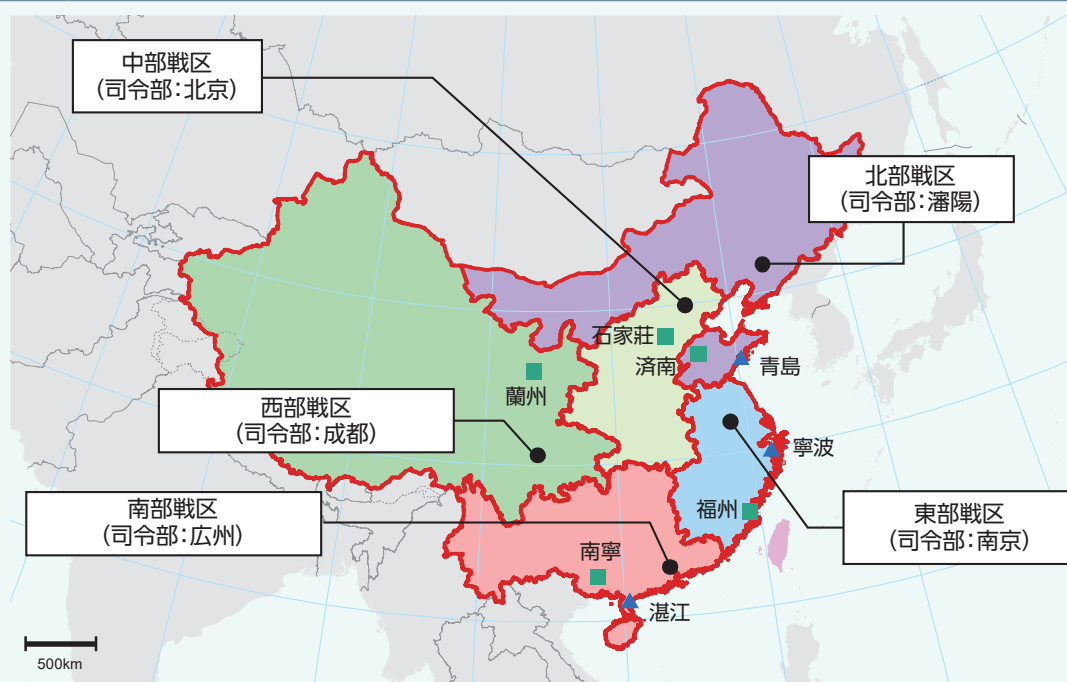 中部戦区
(司令部:北京)
北部戦区
(司令部:瀋陽)
石家荘
済南
青島
蘭州
西部戦区
(司令部:成都)
寧波
南部戦区
(司令部:広州)
福州
東部戦区
(司令部:南京)
南寧
湛江
500km